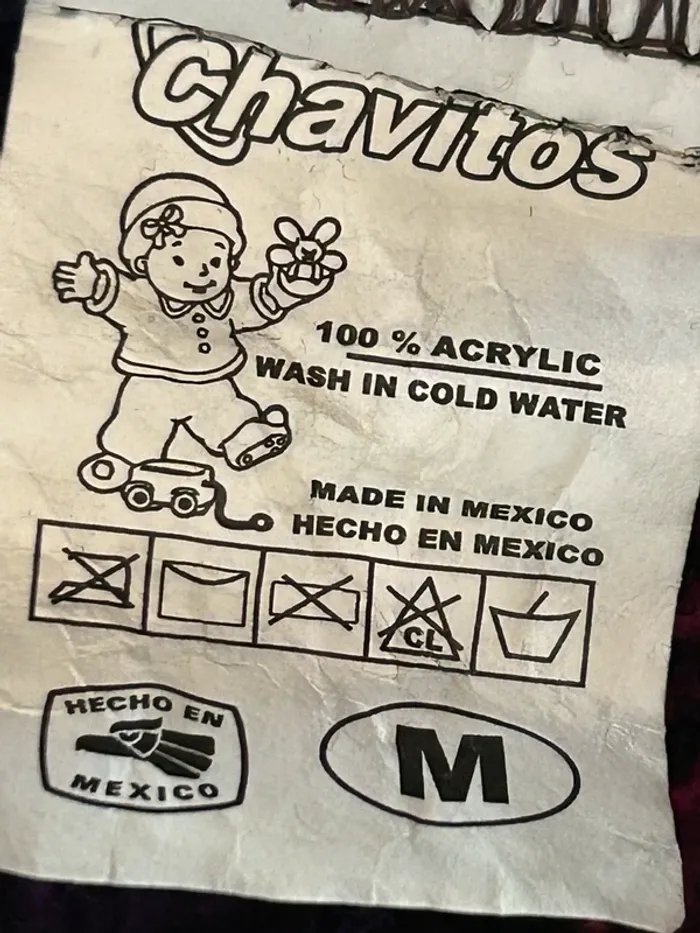 Chavitos
100 % ACRYLIC
WASH IN COLD WATER
MADE IN MEXICO
HECHO EN MEXICO
CL
HECHO EN
MEXICO
M